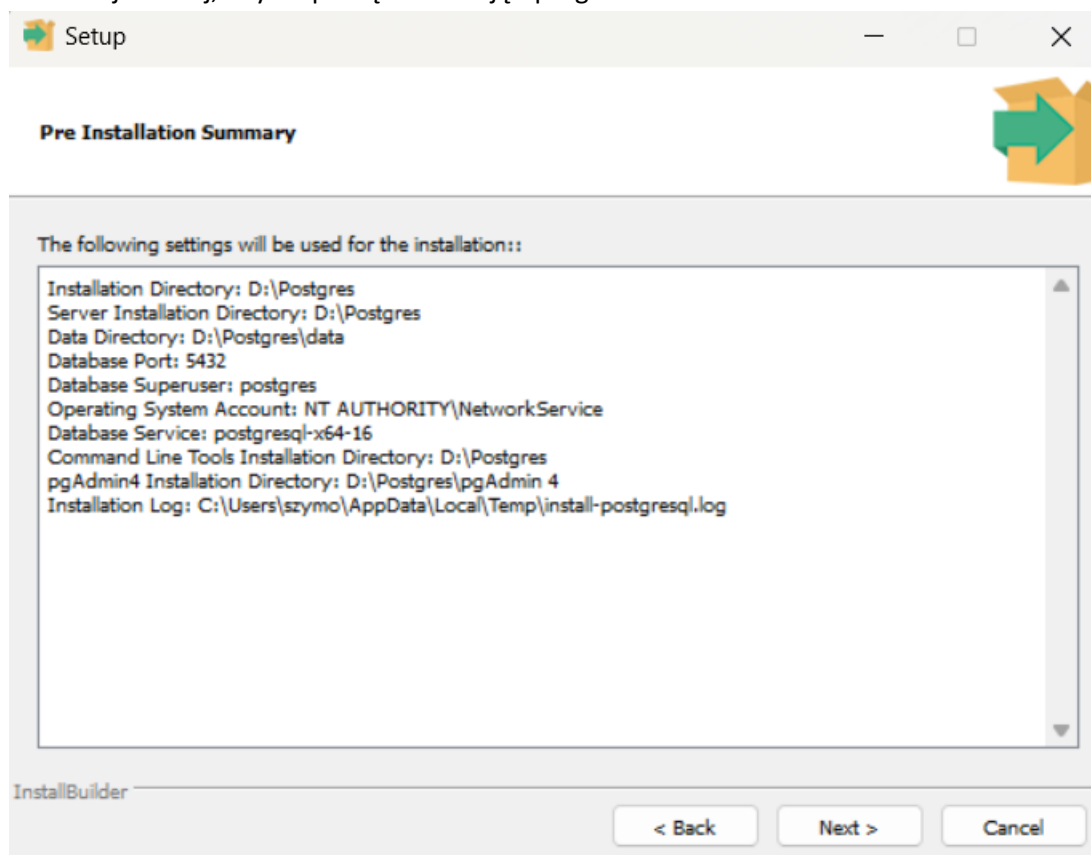 Setup
Pre Installation Summary
The following settings will be used for the installation::
Installation Directory: D:\Postgres
Server Installation Directory: D:\Postgres
Data Directory: D:\Postgres\data
Database Port: 5432
Database Superuser: postgres
Operating System Account: NT AUTHORITY\NetworkService
Database Service: postgresql-x64-16
Command Line Tools Installation Directory: D:\Postgres
pgAdmin4 Installation Directory: D:\Postgres\pgAdmin 4
Installation Log: C:\Users\szymo\AppData\Local\Temp\install-postgresql.log
InstallBuilder
< Back
Next >
Cancel